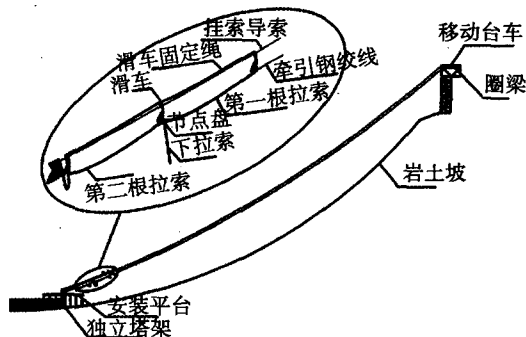 挂索导索
滑车固定绳
滑车
牵引钢绞线
第一根拉索
节点盘
下拉索
第二根拉索
移动台车
圈梁
岩土坡
安装平台
独立塔架